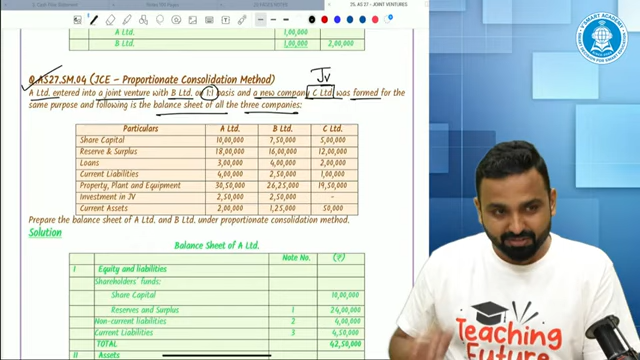 25. AS 27 - JOINT VENTURES
V SMART ACADEMY
A Ltd. 1,00,000
B Ltd. 1,00,000 2,00,000
JV
Q.AS27.SM.04 (JCE – Proportionate Consolidation Method)
A Ltd. entered into a joint venture with B Ltd. on 1:1 basis and a new company C Ltd. was formed for the
same purpose and following is the balance sheet of all the three companies:
Particulars A Ltd. B Ltd. C Ltd.
Share Capital 10,00,000 7,50,000 5,00,000
Reserve & Surplus 18,00,000 16,00,000 12,00,000
Loans 3,00,000 4,00,000 2,00,000
Current Liabilities 4,00,000 2,50,000 1,00,000
Property, Plant and Equipment 30,50,000 26,25,000 19,50,000
Investment in JV 2,50,000 2,50,000 -
Current Assets 2,00,000 1,25,000 50,000
Prepare the balance sheet of A Ltd. and B Ltd. under proportionate consolidation method.
Solution
Balance Sheet of A Ltd.
Note No. (₹)
I Equity and liabilities
Shareholders' funds:
Share Capital 10,00,000
Reserves and Surplus 1 24,00,000
Non-current liabilities 2 4,00,000
Current Liabilities 3 4,50,000
TOTAL 42,50,000
II Assets
Teaching
Future